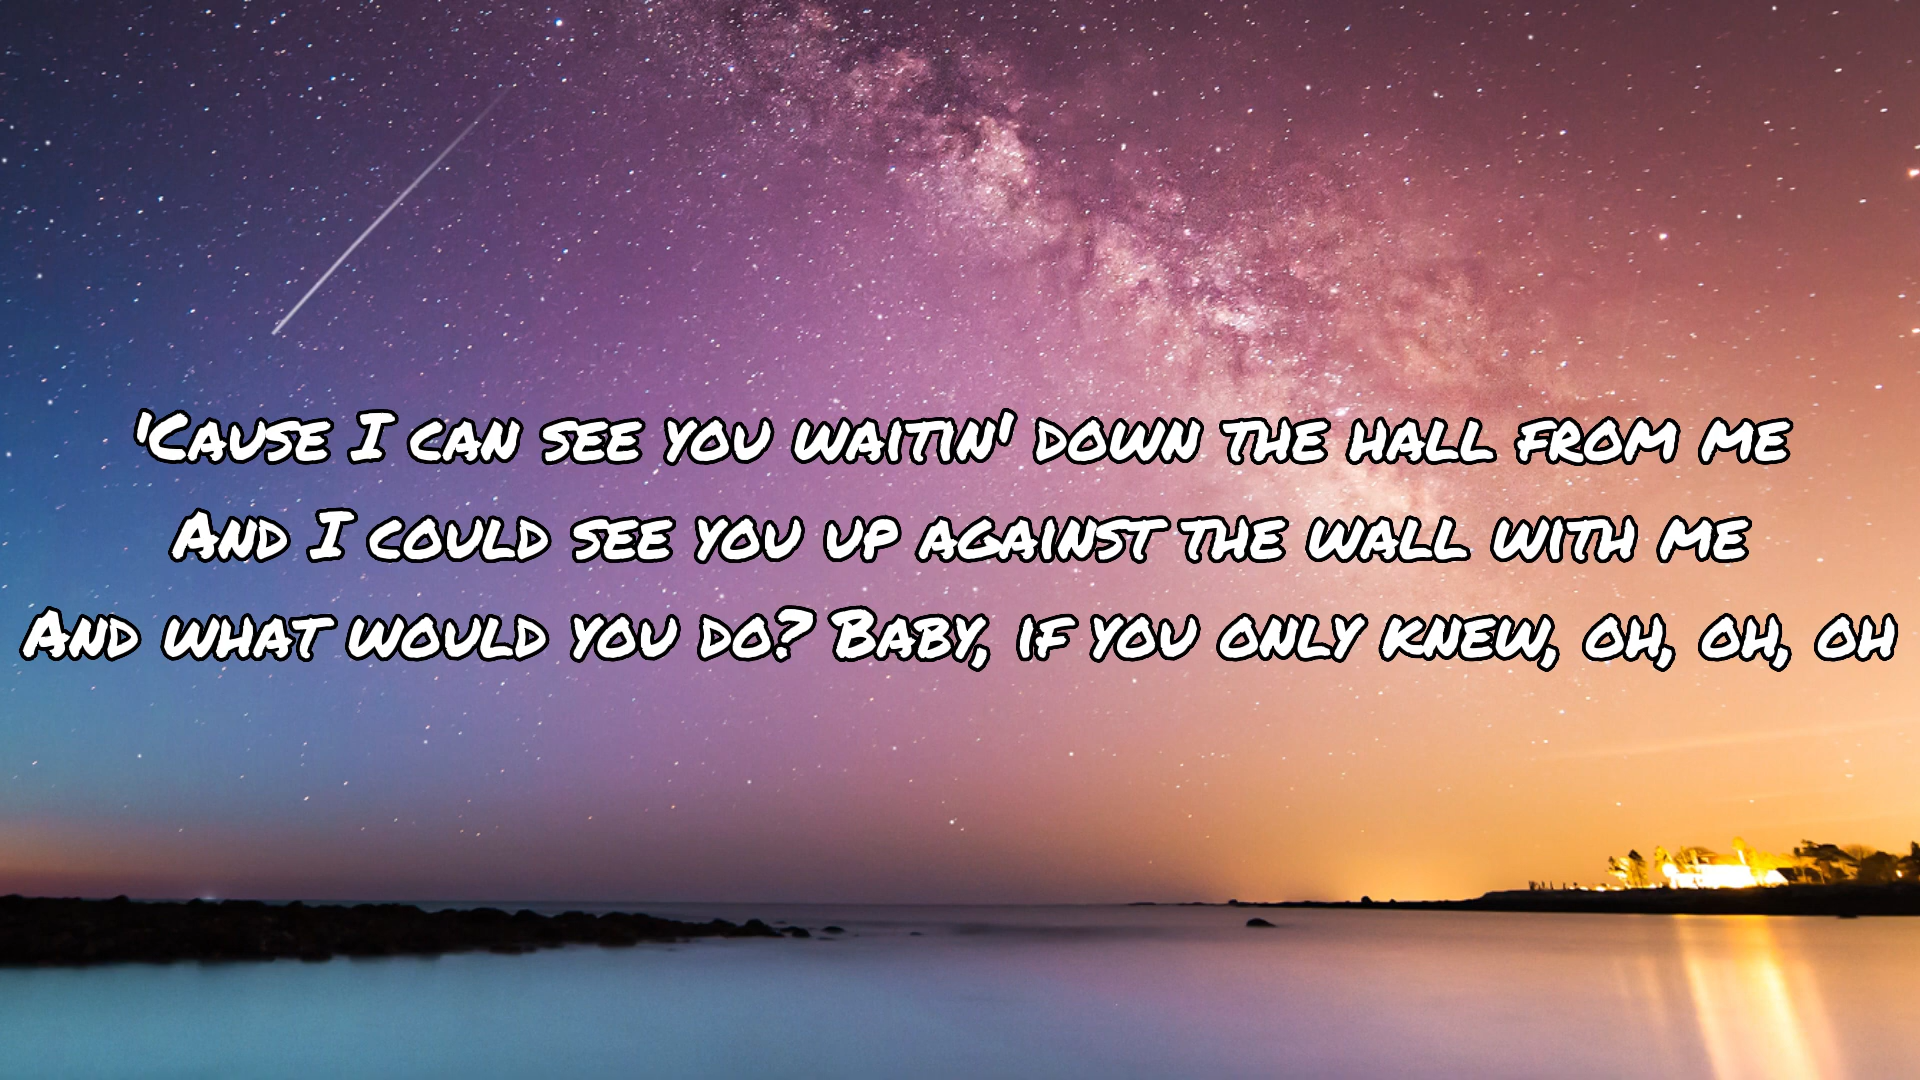 'Cause I can see you waitin' down the hall from me
And I could see you up against the wall with me
And what would you do? Baby, if you only knew, oh, oh, oh